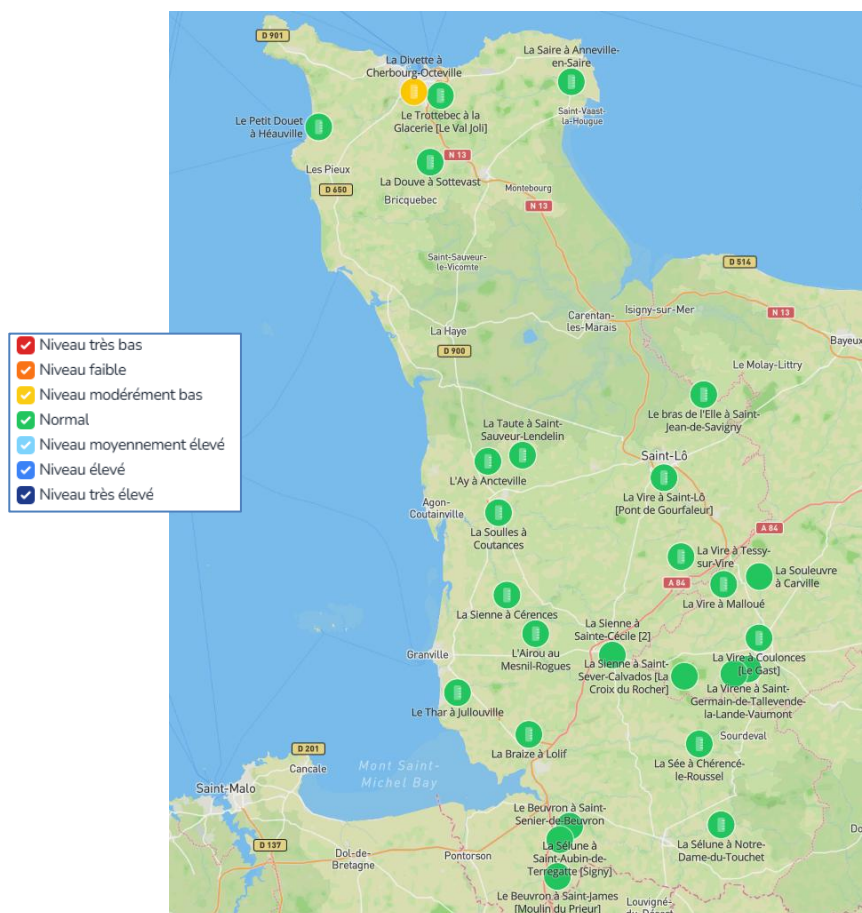 D 901
La Divette à
Cherbourg-Octeville
La Saire à Anneville-
en-Saire
Le Trottebec à la
Glacerie [Le Val Joli]
Saint-Vaast-
la-Hougue
Le Petit Douet
à Héauville
N 13
Les Pieux
La Douve à Sottevast
D 650
Bricquebec
Montebourg
N 13
Saint-Sauveur-
le-Vicomte
D 514
Carentan-
les-Marais
Isigny-sur-Mer
N 13
La Haye
D 900
Bayeux
Niveau très bas
Niveau faible
Niveau modérément bas
Normal
Niveau moyennement élevé
Niveau élevé
Niveau très élevé
Le Molay-Littry
Le bras de l'Elle à Saint-
Jean-de-Savigny
La Taute à Saint-
Sauveur-Lendelin
Saint-Lô
L'Ay à Ancteville
La Vire à Saint-Lô
[Pont de Gourfaleur]
Agon-
Coutainville
La Soulles à
Coutances
A 84
La Vire à Tessy-
sur-Vire
La Souleuvre
à Carville
A 84
La Vire à Malloué
La Sienne à Cérences
La Sienne à
Sainte-Cécile [2]
L'Airou au
Mesnil-Rogues
Granville
La Sienne à Saint-
Sever-Calvados [La
Croix du Rocher]
La Vire à Coulonces
[Le Gast]
La Virène à Saint-
Germain-de-Tallevende-
la-Lande-Vaumont
Le Thar à Jullouville
Sourdeval
La Braize à Lolif
La Sée à Chérencé-
le-Roussel
D 201
Cancale
Mont Saint-
Michel Bay
Saint-Malo
Le Beuvron à Saint-
Senier-de-Beuvron
La Sélune à
Saint-Aubin-de-
Terregatte [Signy]
La Sélune à Notre-
Dame-du-Touchet
D 137
Dol-de-
Bretagne
Pontorson
Le Beuvron à Saint-James
[Moulin du Prieur]
Louvigné-
du-Désert